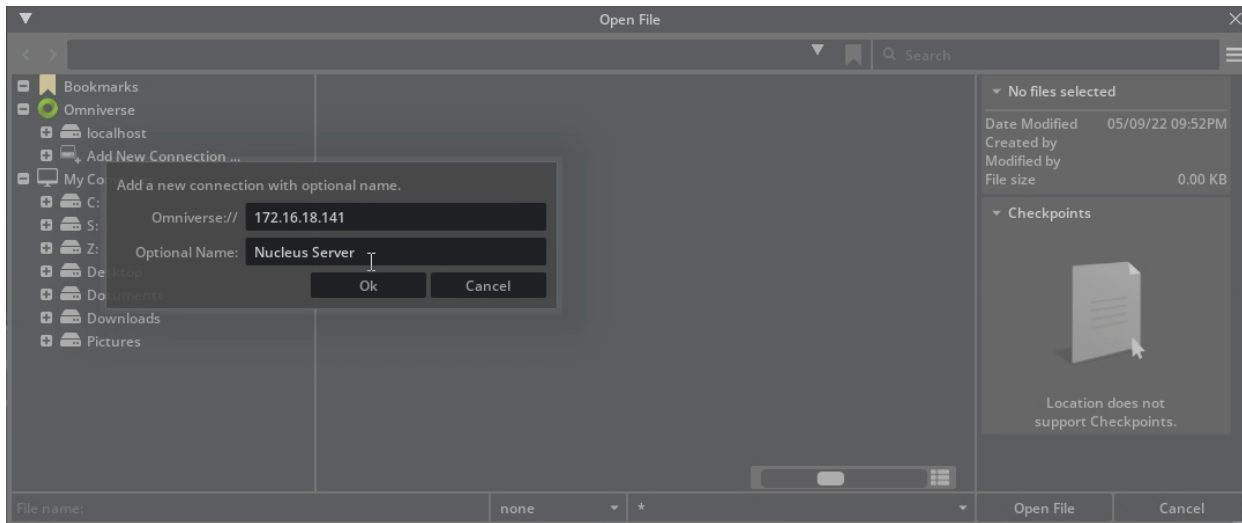 Open File
Search
Bookmarks
Omniverse
localhost
Add New Connection ...
My Co
C:
S:
Z:
Desktop
Documents
Downloads
Pictures
Add a new connection with optional name.
Omniverse:// 172.16.18.141
Optional Name: Nucleus Server
Ok Cancel
No files selected
Date Modified 05/09/22 09:52PM
Created by
Modified by
File size 0.00 KB
Checkpoints
Location does not
support Checkpoints.
File name: none * Open File Cancel